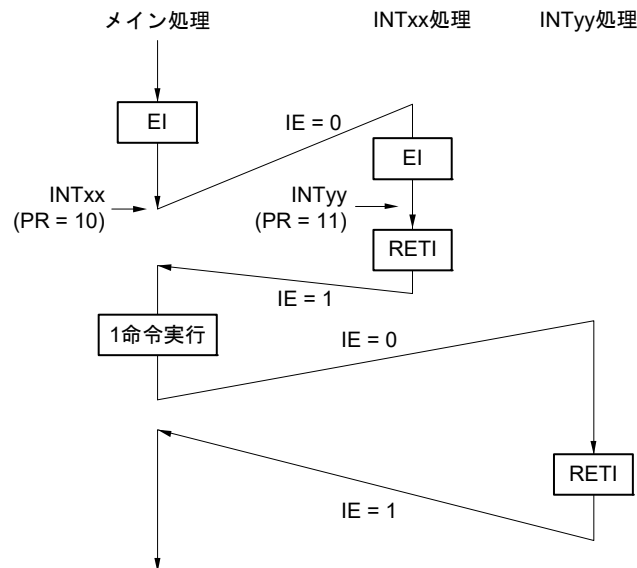 メイン処理
INTxx処理
INTyy処理
EI
IE = 0
EI
INTxx
(PR = 10)
INTyy
(PR = 11)
RETI
IE = 1
1命令実行
IE = 0
RETI
IE = 1